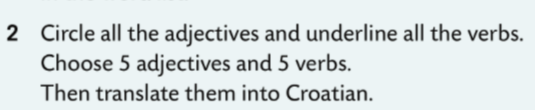 2 Circle all the adjectives and underline all the verbs.
Choose 5 adjectives and 5 verbs.
Then translate them into Croatian.